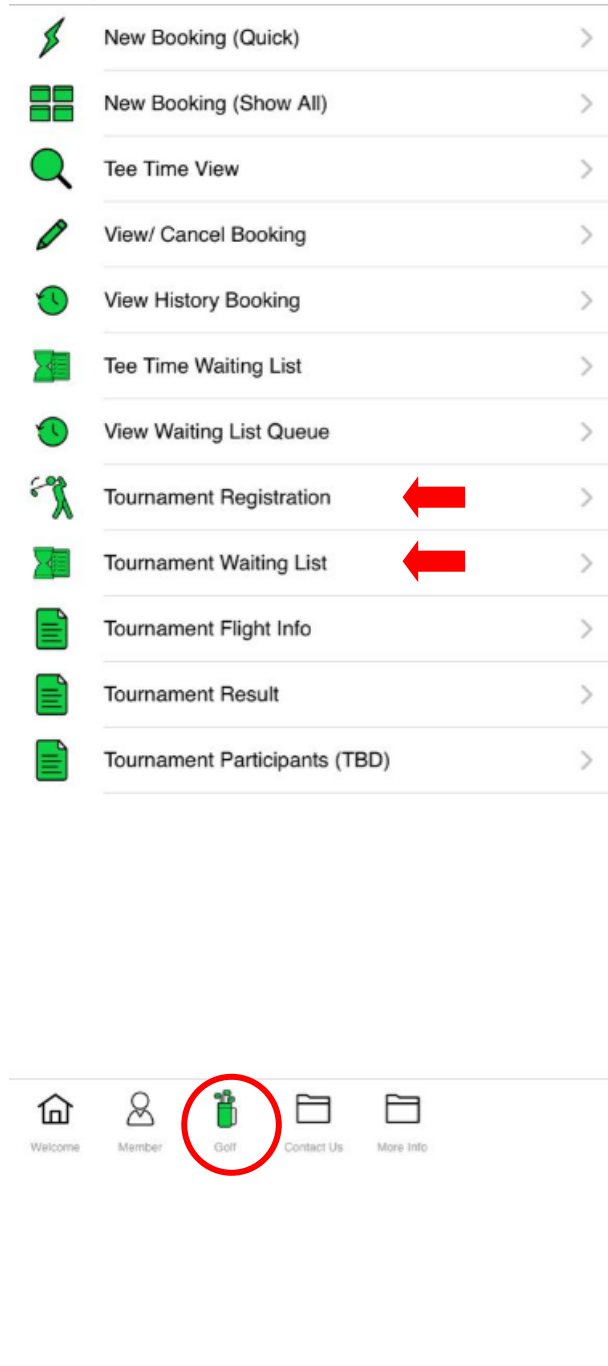 New Booking (Quick)
New Booking (Show All)
Tee Time View
View/ Cancel Booking
View History Booking
Tee Time Waiting List
View Waiting List Queue
Tournament Registration
Tournament Waiting List
Tournament Flight Info
Tournament Result
Tournament Participants (TBD)
Welcome Member Golf Contact Us More Info